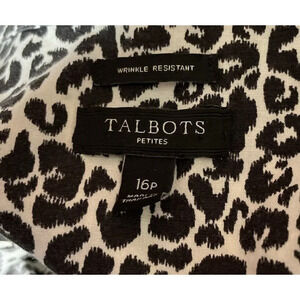 WRINKLE RESISTANT
TALBOTS
PETITES
16P